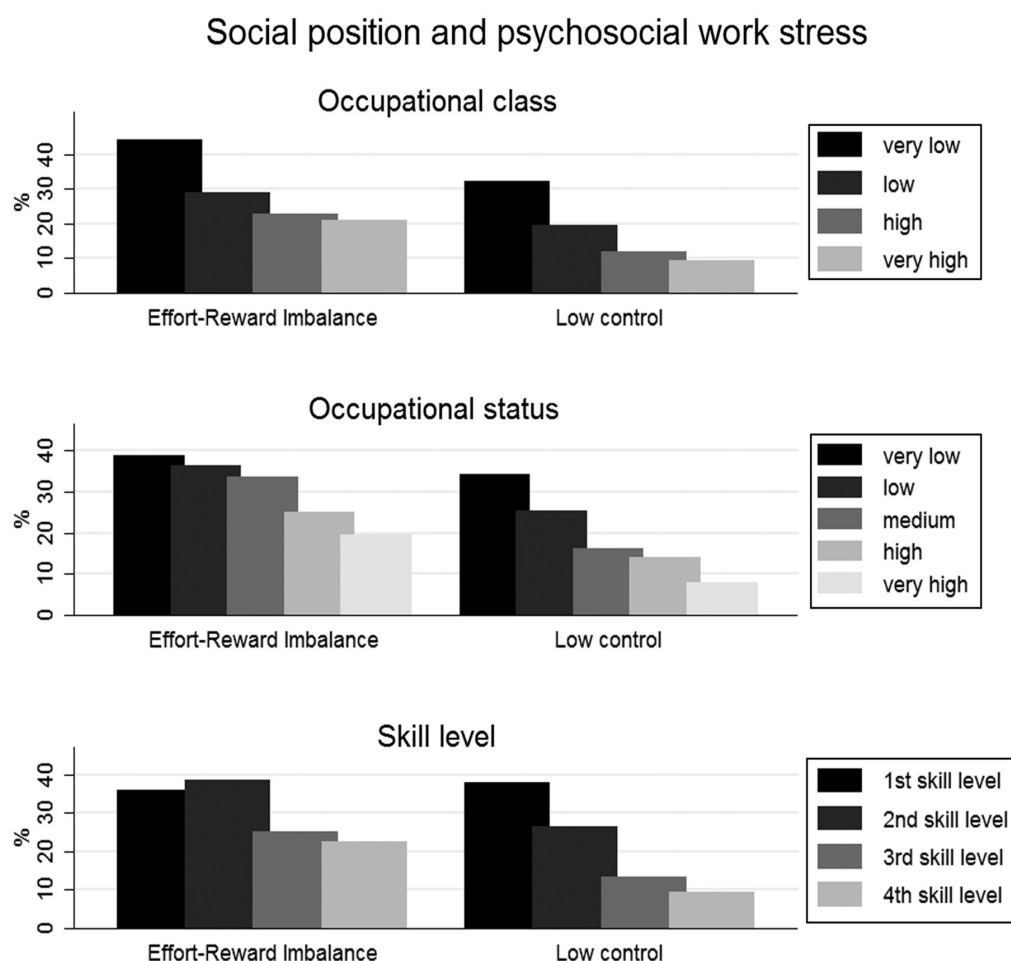 Social position and psychosocial work stress
Occupational class
%
40
30
20
10
0
Effort-Reward Imbalance
Low control
very low
low
high
very high
Occupational status
%
40
30
20
10
0
Effort-Reward Imbalance
Low control
very low
low
medium
high
very high
Skill level
%
40
30
20
10
0
Effort-Reward Imbalance
Low control
1st skill level
2nd skill level
3rd skill level
4th skill level